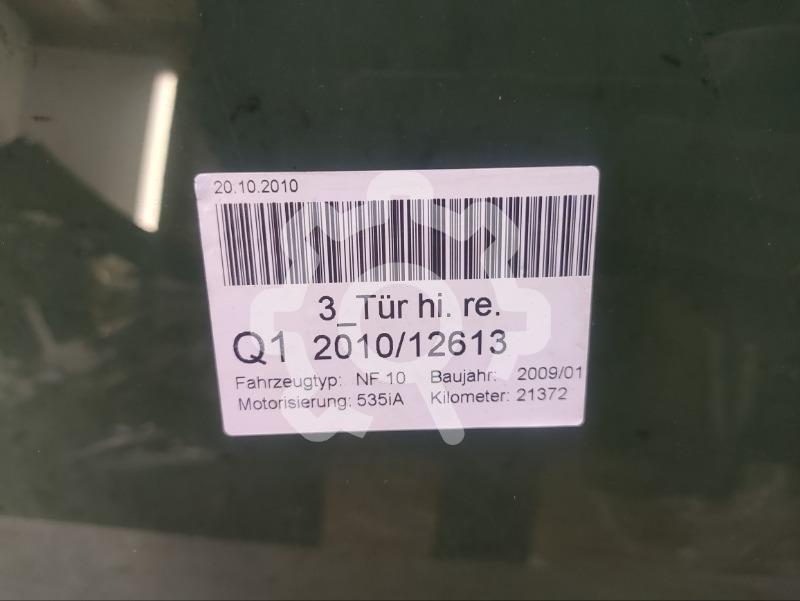 20.10.2010
3_Tür hi. re.
Q1 2010/12613
Fahrzeugtyp: NF 10 Baujahr: 2009/01
Motorisierung: 535iA Kilometer: 21372